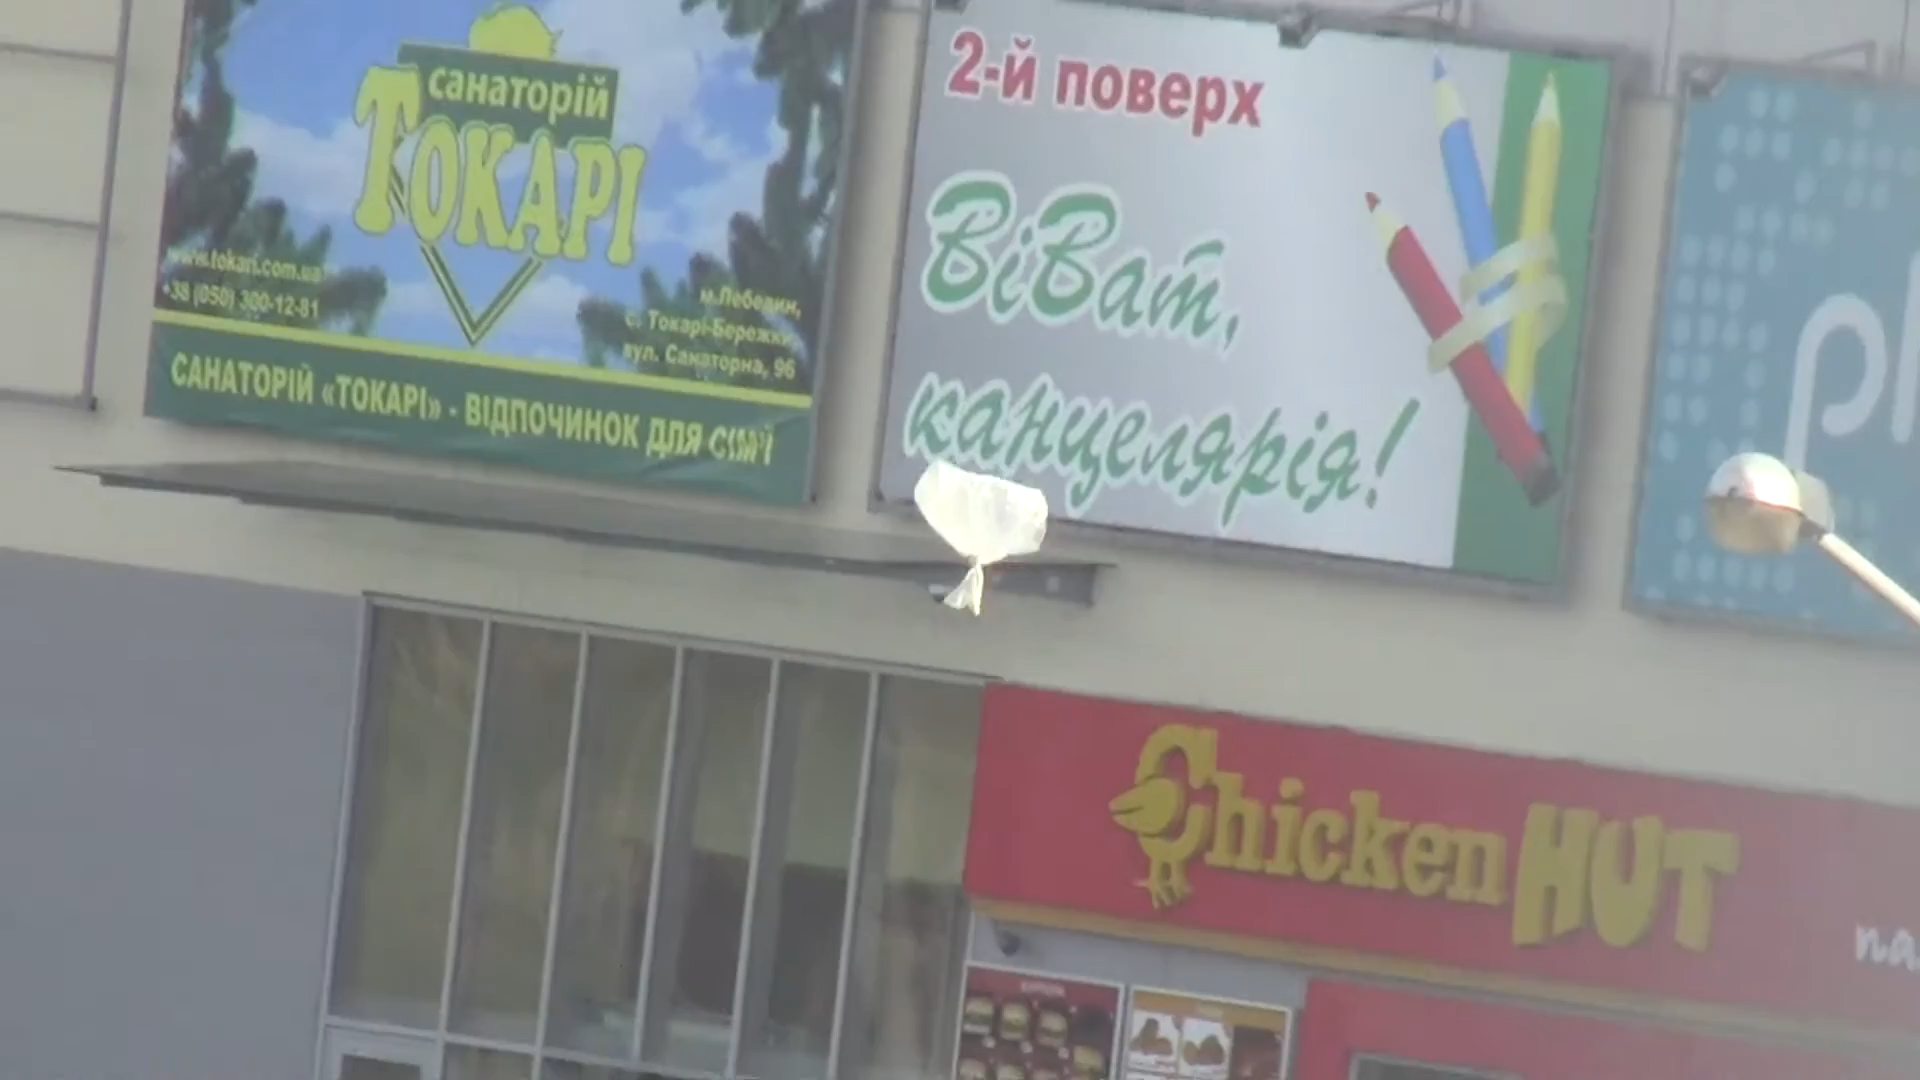 санаторій
ТОКАРІ
www.tokari.com.ua
+38 (050) 300-12-81
м.Лебедин,
с. Токарі-Бережки
вул. Санаторна, 96
САНАТОРІЙ «ТОКАРІ» - ВІДПОЧИНОК ДЛЯ СІМ'Ї
2-й поверх
ВіВат,
канцелярія!
Chicken HUT